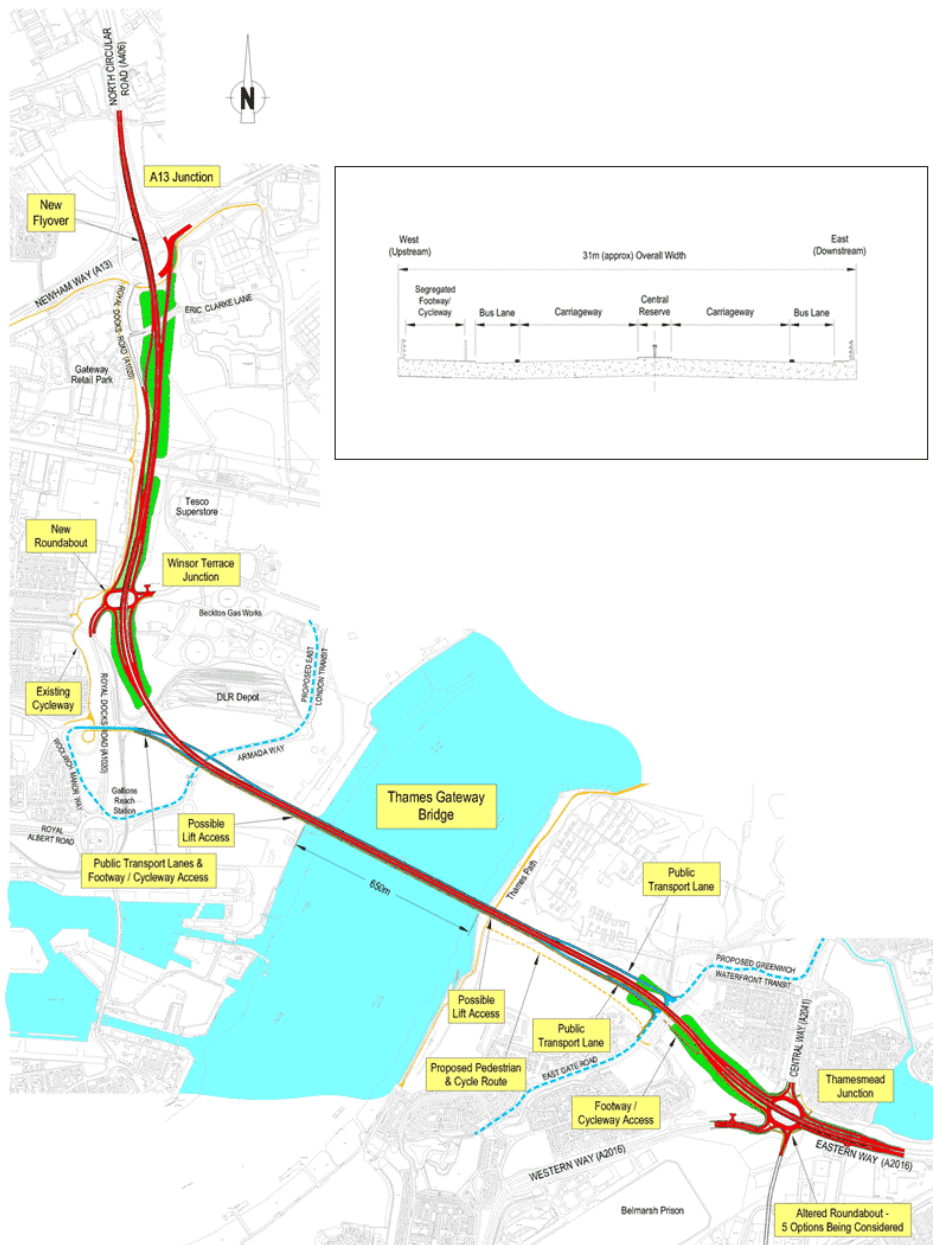 NORTH CIRCULAR
ROAD (A406)
N
A13 Junction
New
Flyover
NEWHAM WAY (A13)
ROYAL DOCKS ROAD (A1020)
ERIC CLARKE LANE
Gateway
Retail Park
West
(Upstream)
East
(Downstream)
31m (approx) Overall Width
Segregated
Footway/
Cycleway
Bus Lane
Carriageway
Central
Reserve
Carriageway
Bus Lane
Tesco
Superstore
New
Roundabout
Winsor Terrace
Junction
Beckton Gas Works
PROPOSED EAST
LONDON TRANSIT
Existing
Cycleway
ROYAL DOCKS ROAD (A1020)
DLR Depot
WOOLWICH MANOR WAY
ARMADA WAY
Gallions
Reach
Station
ROYAL
ALBERT ROAD
Thames Gateway
Bridge
Possible
Lift Access
Public Transport Lanes &
Footway / Cycleway Access
650m
Thames Path
Public
Transport Lane
PROPOSED GREENWICH
WATERFRONT TRANSIT
Possible
Lift Access
Public
Transport Lane
Proposed Pedestrian
& Cycle Route
EAST GATE ROAD
CENTRAL WAY (A2041)
Thamesmead
Junction
Footway /
Cycleway Access
WESTERN WAY (A2016)
EASTERN WAY (A2016)
Belmarsh Prison
Altered Roundabout -
5 Options Being Considered